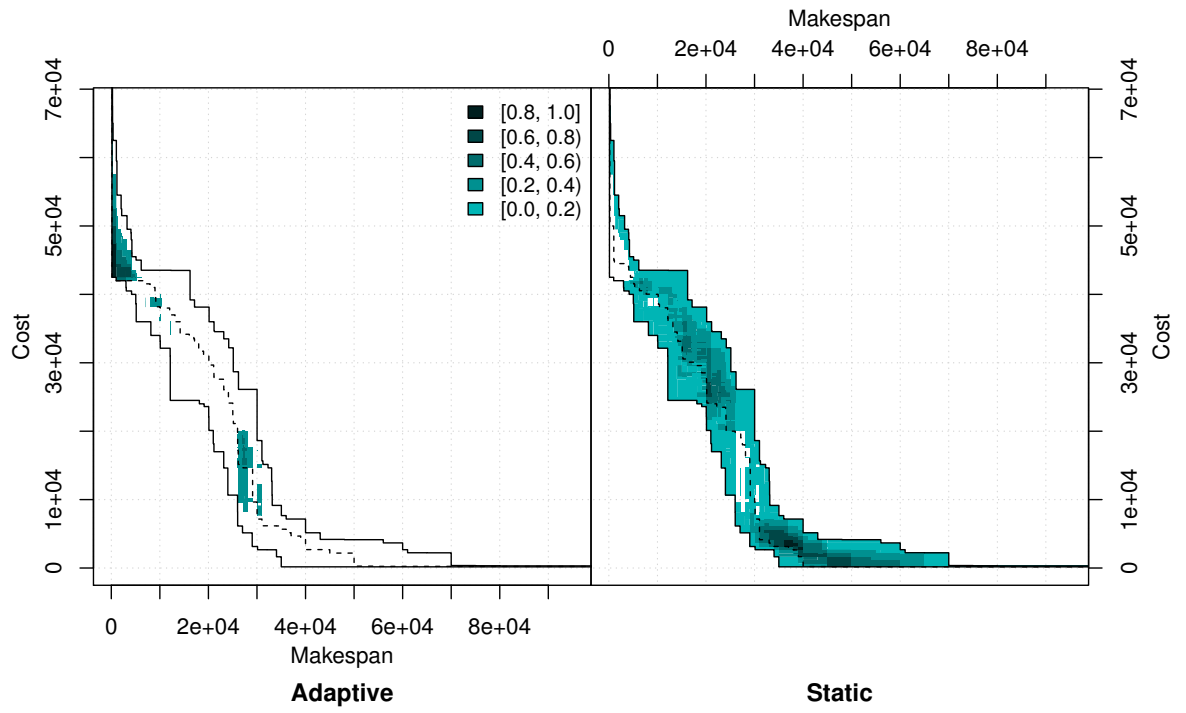 Makespan
0 2e+04 4e+04 6e+04 8e+04
7e+04
5e+04
3e+04
1e+04
0
Cost
[0.8, 1.0]
[0.6, 0.8)
[0.4, 0.6)
[0.2, 0.4)
[0.0, 0.2)
7e+04
5e+04
3e+04
1e+04
0
Cost
0 2e+04 4e+04 6e+04 8e+04
Makespan
Adaptive
Static